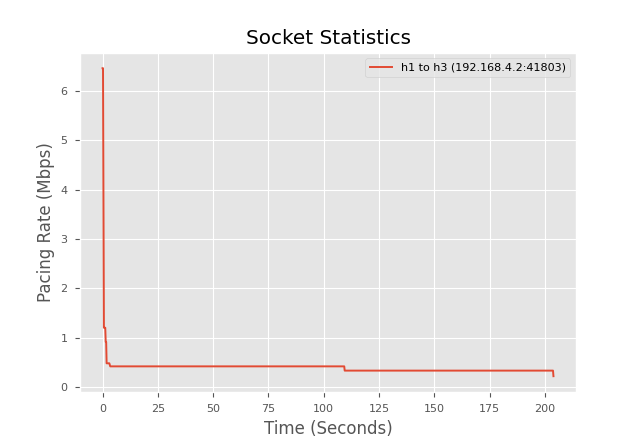 Socket Statistics
h1 to h3 (192.168.4.2:41803)
Pacing Rate (Mbps)
6
5
4
3
2
1
0
0 25 50 75 100 125 150 175 200
Time (Seconds)